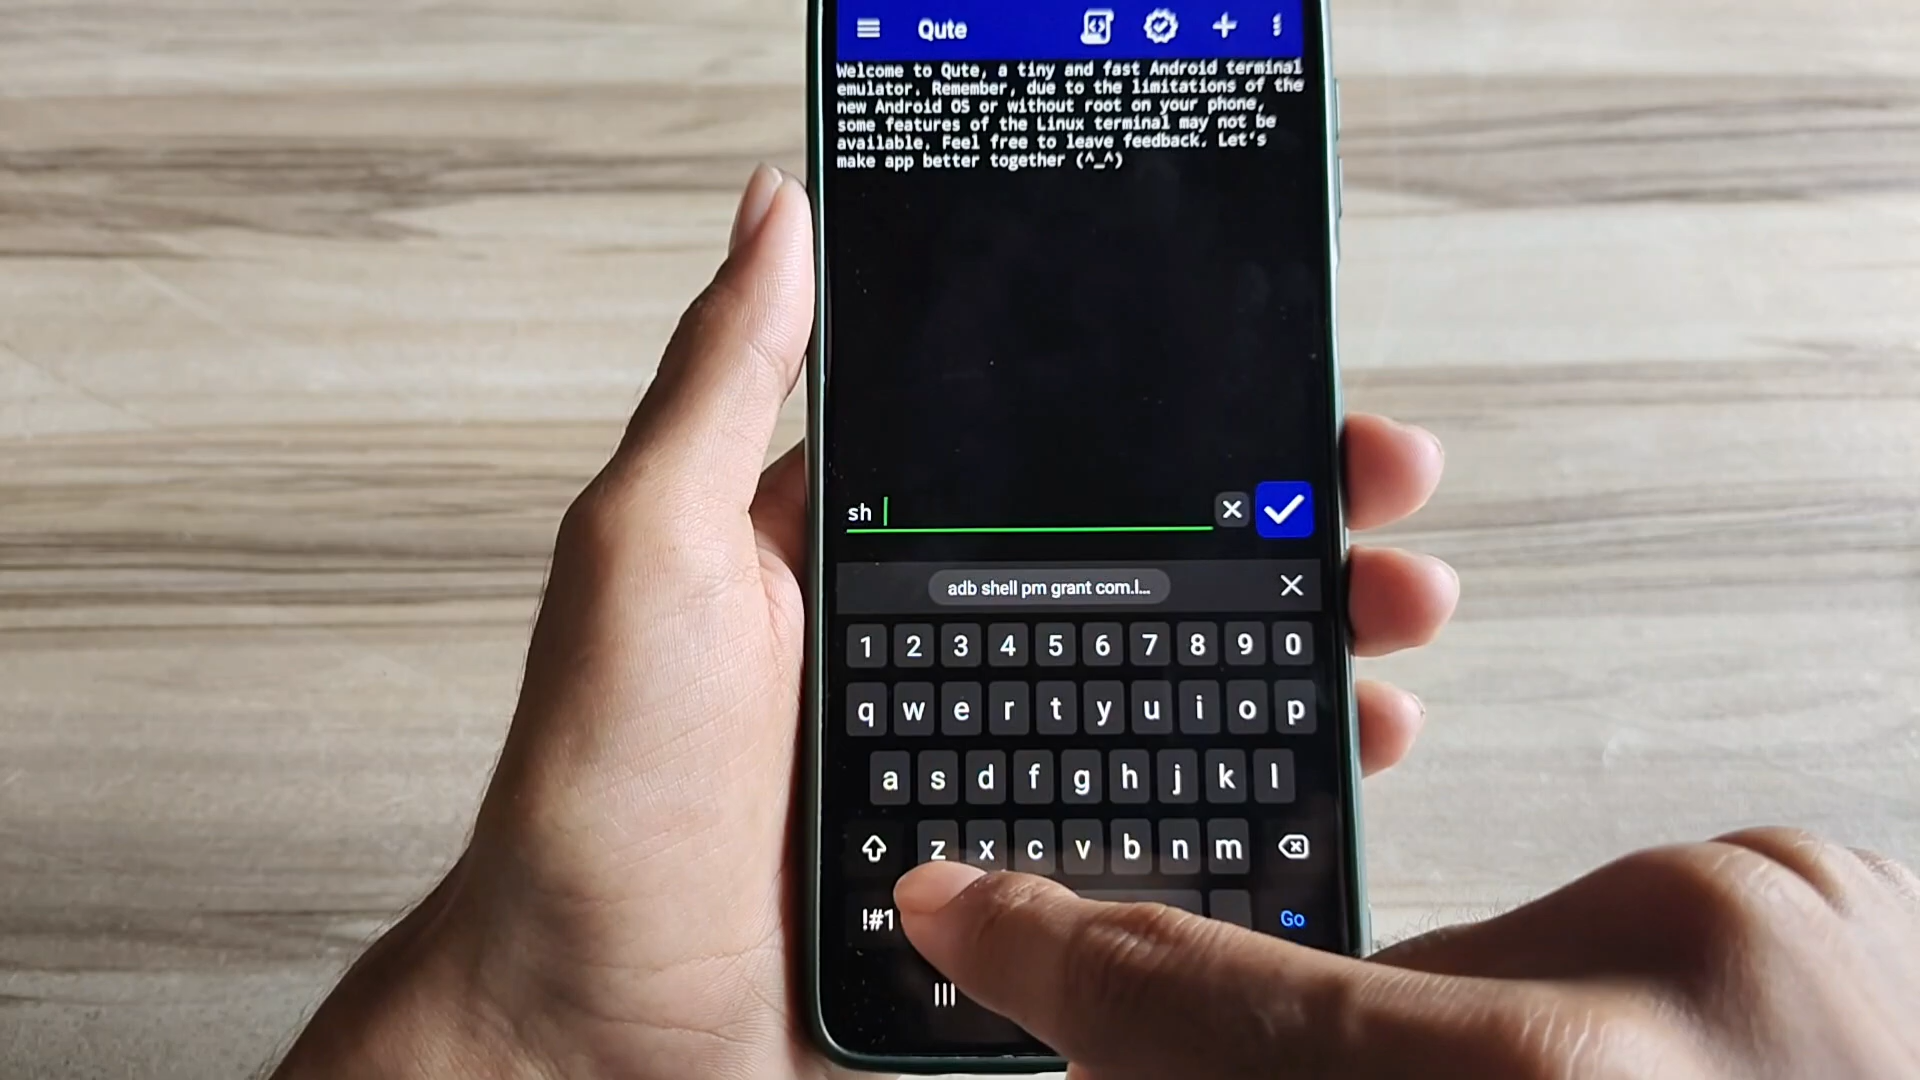 Qute
Welcome to Qute, a tiny and fast Android terminal
emulator. Remember, due to the limitations of the
new Android OS or without root on your phone,
some features of the Linux terminal may not be
available. Feel free to leave feedback. Let's
make app better together (^_^)
sh
adb shell pm grant com.l...
1 2 3 4 5 6 7 8 9 0
q w e r t y u i o p
a s d f g h j k l
z x c v b n m
!#1 Go